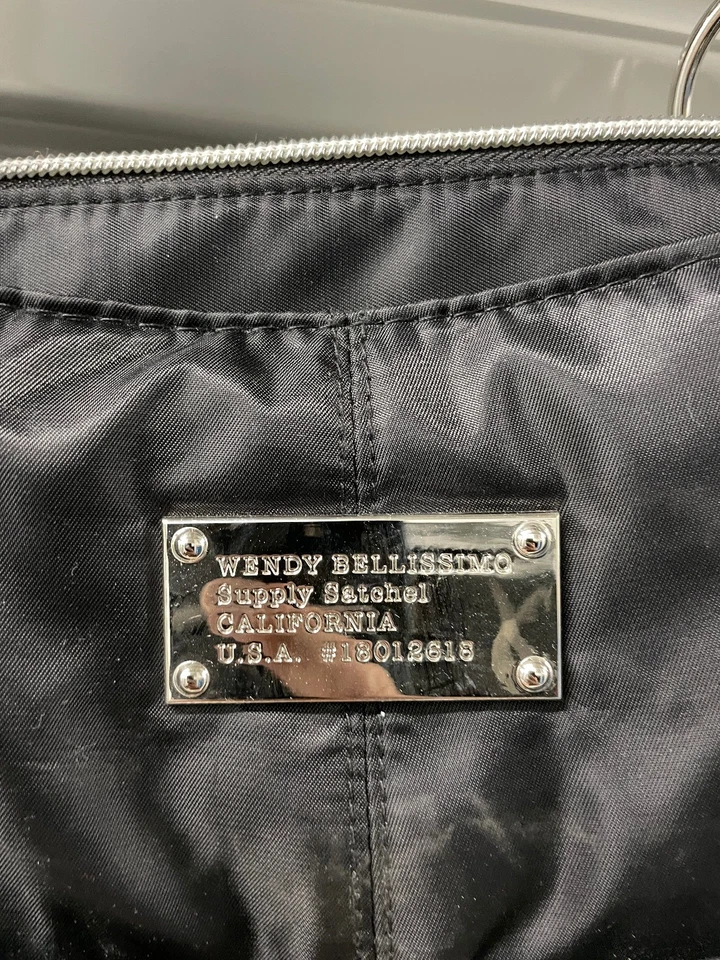 WENDY BELLISSIMO
Supply Satchel
CALIFORNIA
U.S.A. #18012618